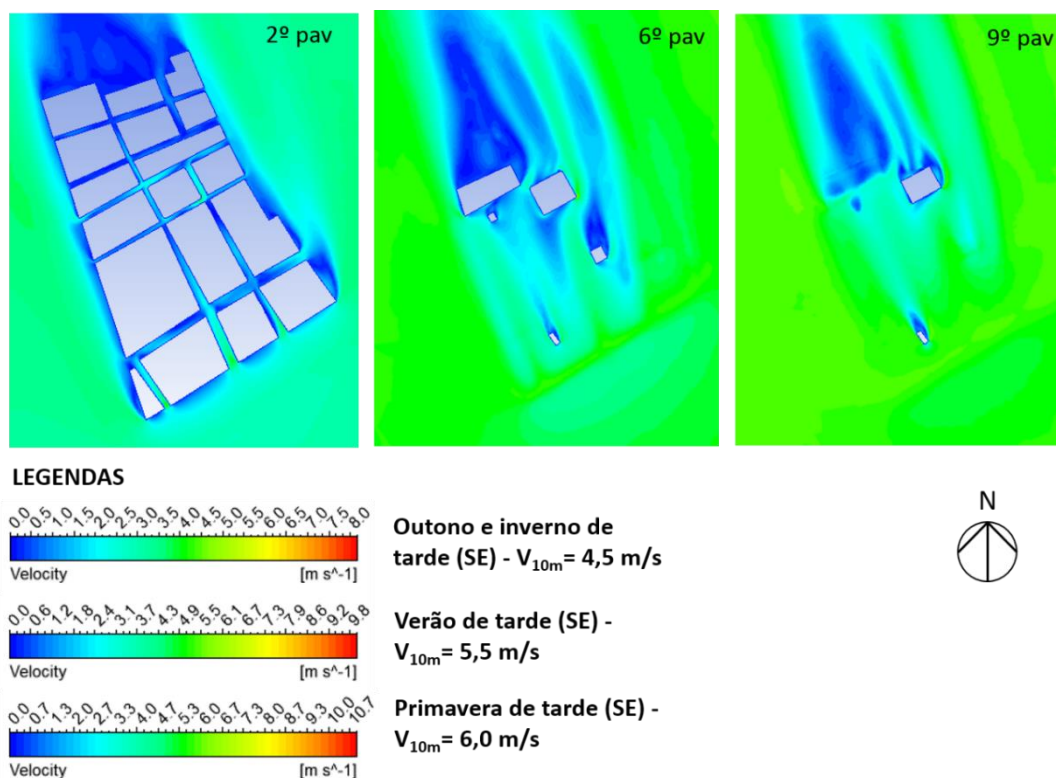 2º pav
6º pav
9º pav
LEGENDAS
N
0.0 0.5 1.0 1.5 2.0 2.5 3.0 3.5 4.0 4.5 5.0 5.5 6.0 6.5 7.0 7.5 8.0
Velocity [m s^-1]
Outono e inverno de
tarde (SE) - V10m= 4,5 m/s
0.0 0.6 1.2 1.8 2.4 3.1 3.7 4.3 4.9 5.5 6.1 6.7 7.3 7.9 8.6 9.2 9.8
Velocity [m s^-1]
Verão de tarde (SE) -
V10m= 5,5 m/s
0.0 0.7 1.3 2.0 2.7 3.3 4.0 4.7 5.3 6.0 6.7 7.3 8.0 8.7 9.3 10.0 10.7
Velocity [m s^-1]
Primavera de tarde (SE) -
V10m= 6,0 m/s